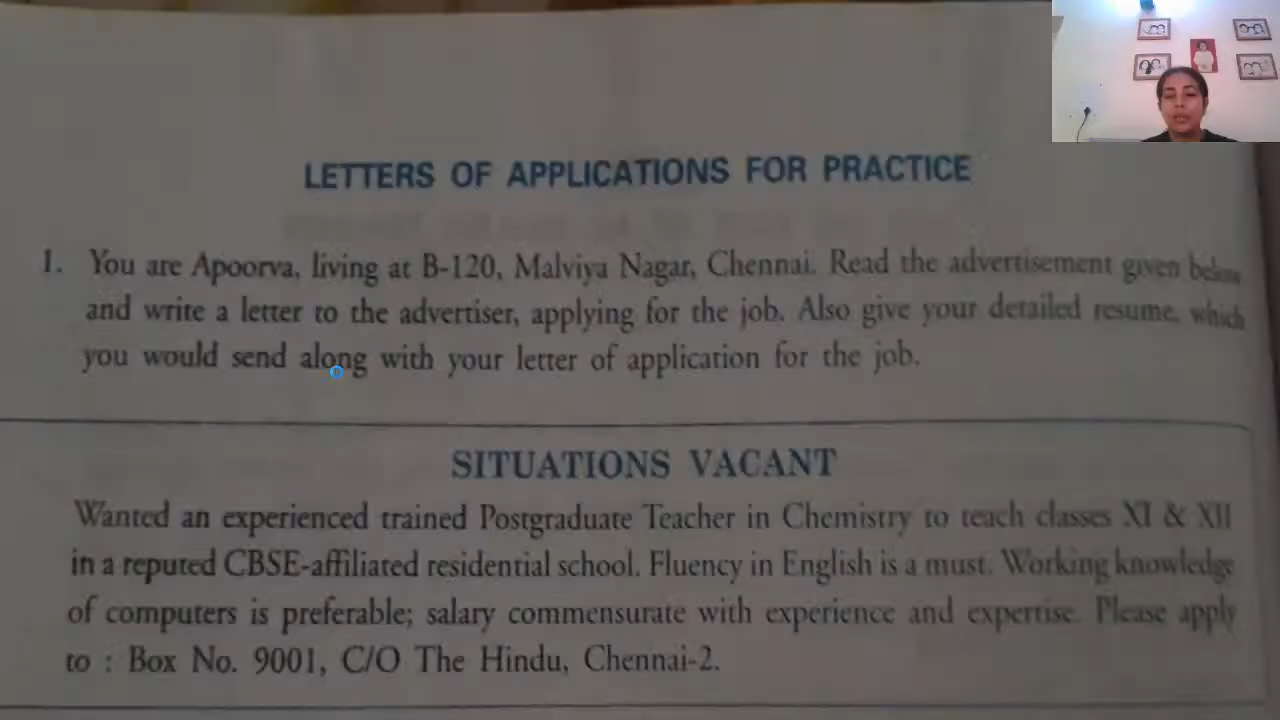 LETTERS OF APPLICATIONS FOR PRACTICE
1. You are Apoorva, living at B-120, Malviya Nagar, Chennai. Read the advertisement given below
and write a letter to the advertiser, applying for the job. Also give your detailed resume, which
you would send along with your letter of application for the job.
SITUATIONS VACANT
Wanted an experienced trained Postgraduate Teacher in Chemistry to teach classes XI & XII
in a reputed CBSE-affiliated residential school. Fluency in English is a must. Working knowledge
of computers is preferable; salary commensurate with experience and expertise. Please apply
to : Box No. 9001, C/O The Hindu, Chennai-2.